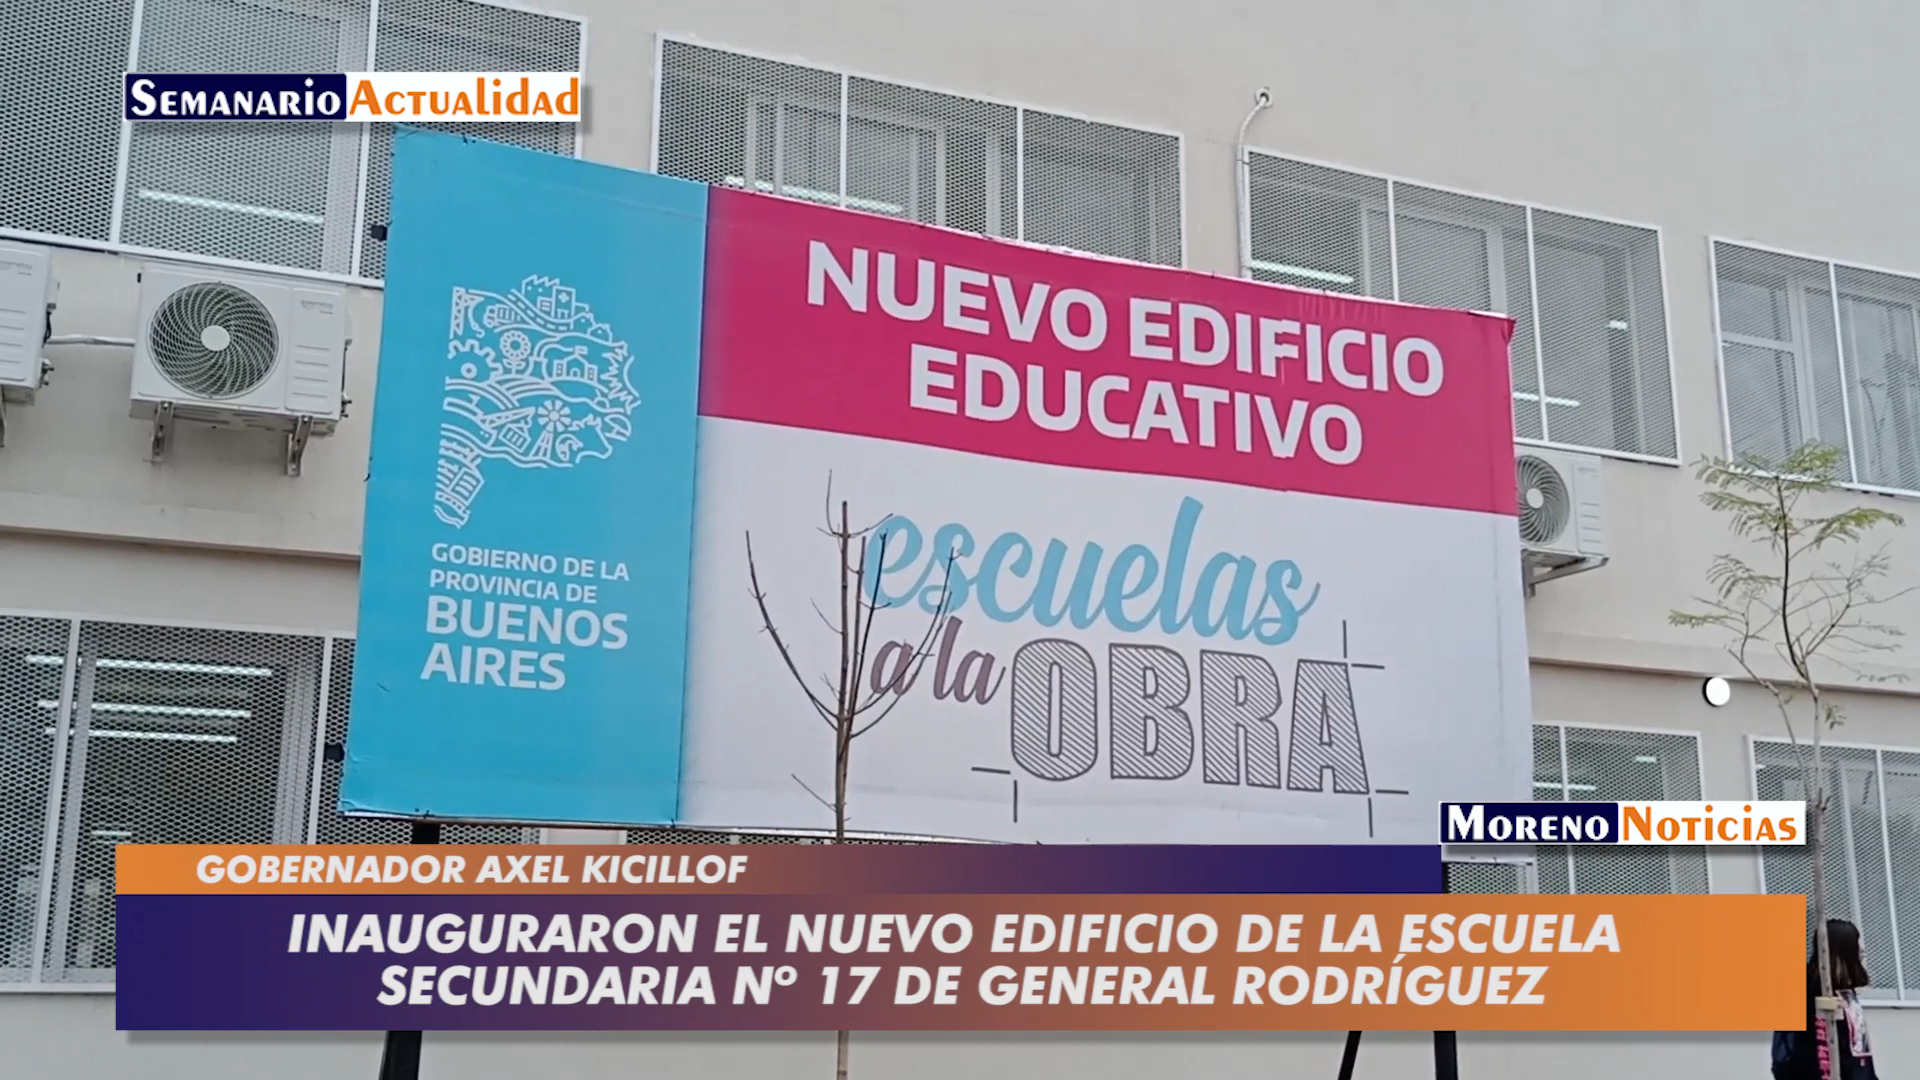 SEMANARIO ACTUALIDAD
NUEVO EDIFICIO
EDUCATIVO
GOBIERNO DE LA
PROVINCIA DE
BUENOS
AIRES
escuelas
a la OBRA
MORENO NOTICIAS
GOBERNADOR AXEL KICILLOF
INAUGURARON EL NUEVO EDIFICIO DE LA ESCUELA
SECUNDARIA Nº 17 DE GENERAL RODRÍGUEZ